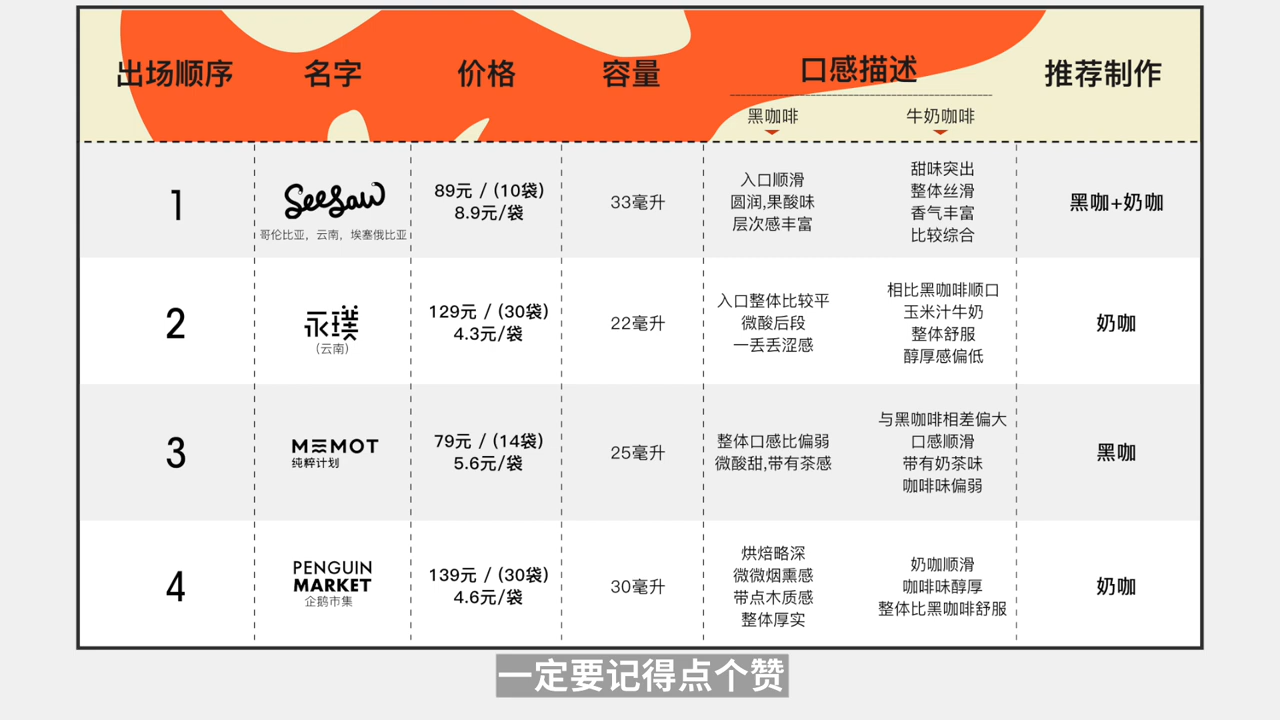 出场顺序 名字 价格 容量 口感描述 推荐制作
黑咖啡 牛奶咖啡
1
SeeSaw
哥伦比亚，云南，埃塞俄比亚
89元 / (10袋)
8.9元/袋
33毫升
入口顺滑
圆润,果酸味
层次感丰富
甜味突出
整体丝滑
香气丰富
比较综合
黑咖+奶咖
2
永璞
(云南)
129元 / (30袋)
4.3元/袋
22毫升
入口整体比较平
微酸后段
一丢丢涩感
相比黑咖啡顺口
玉米汁牛奶
整体舒服
醇厚感偏低
奶咖
3
MEMOT
纯粹计划
79元 / (14袋)
5.6元/袋
25毫升
整体口感比偏弱
微酸甜,带有茶感
与黑咖啡相差偏大
口感顺滑
带有奶茶味
咖啡味偏弱
黑咖
4
PENGUIN
MARKET
企鹅市集
139元 / (30袋)
4.6元/袋
30毫升
烘焙略深
微微烟熏感
带点木质感
整体厚实
奶咖顺滑
咖啡味醇厚
整体比黑咖啡舒服
奶咖
一定要记得点个赞